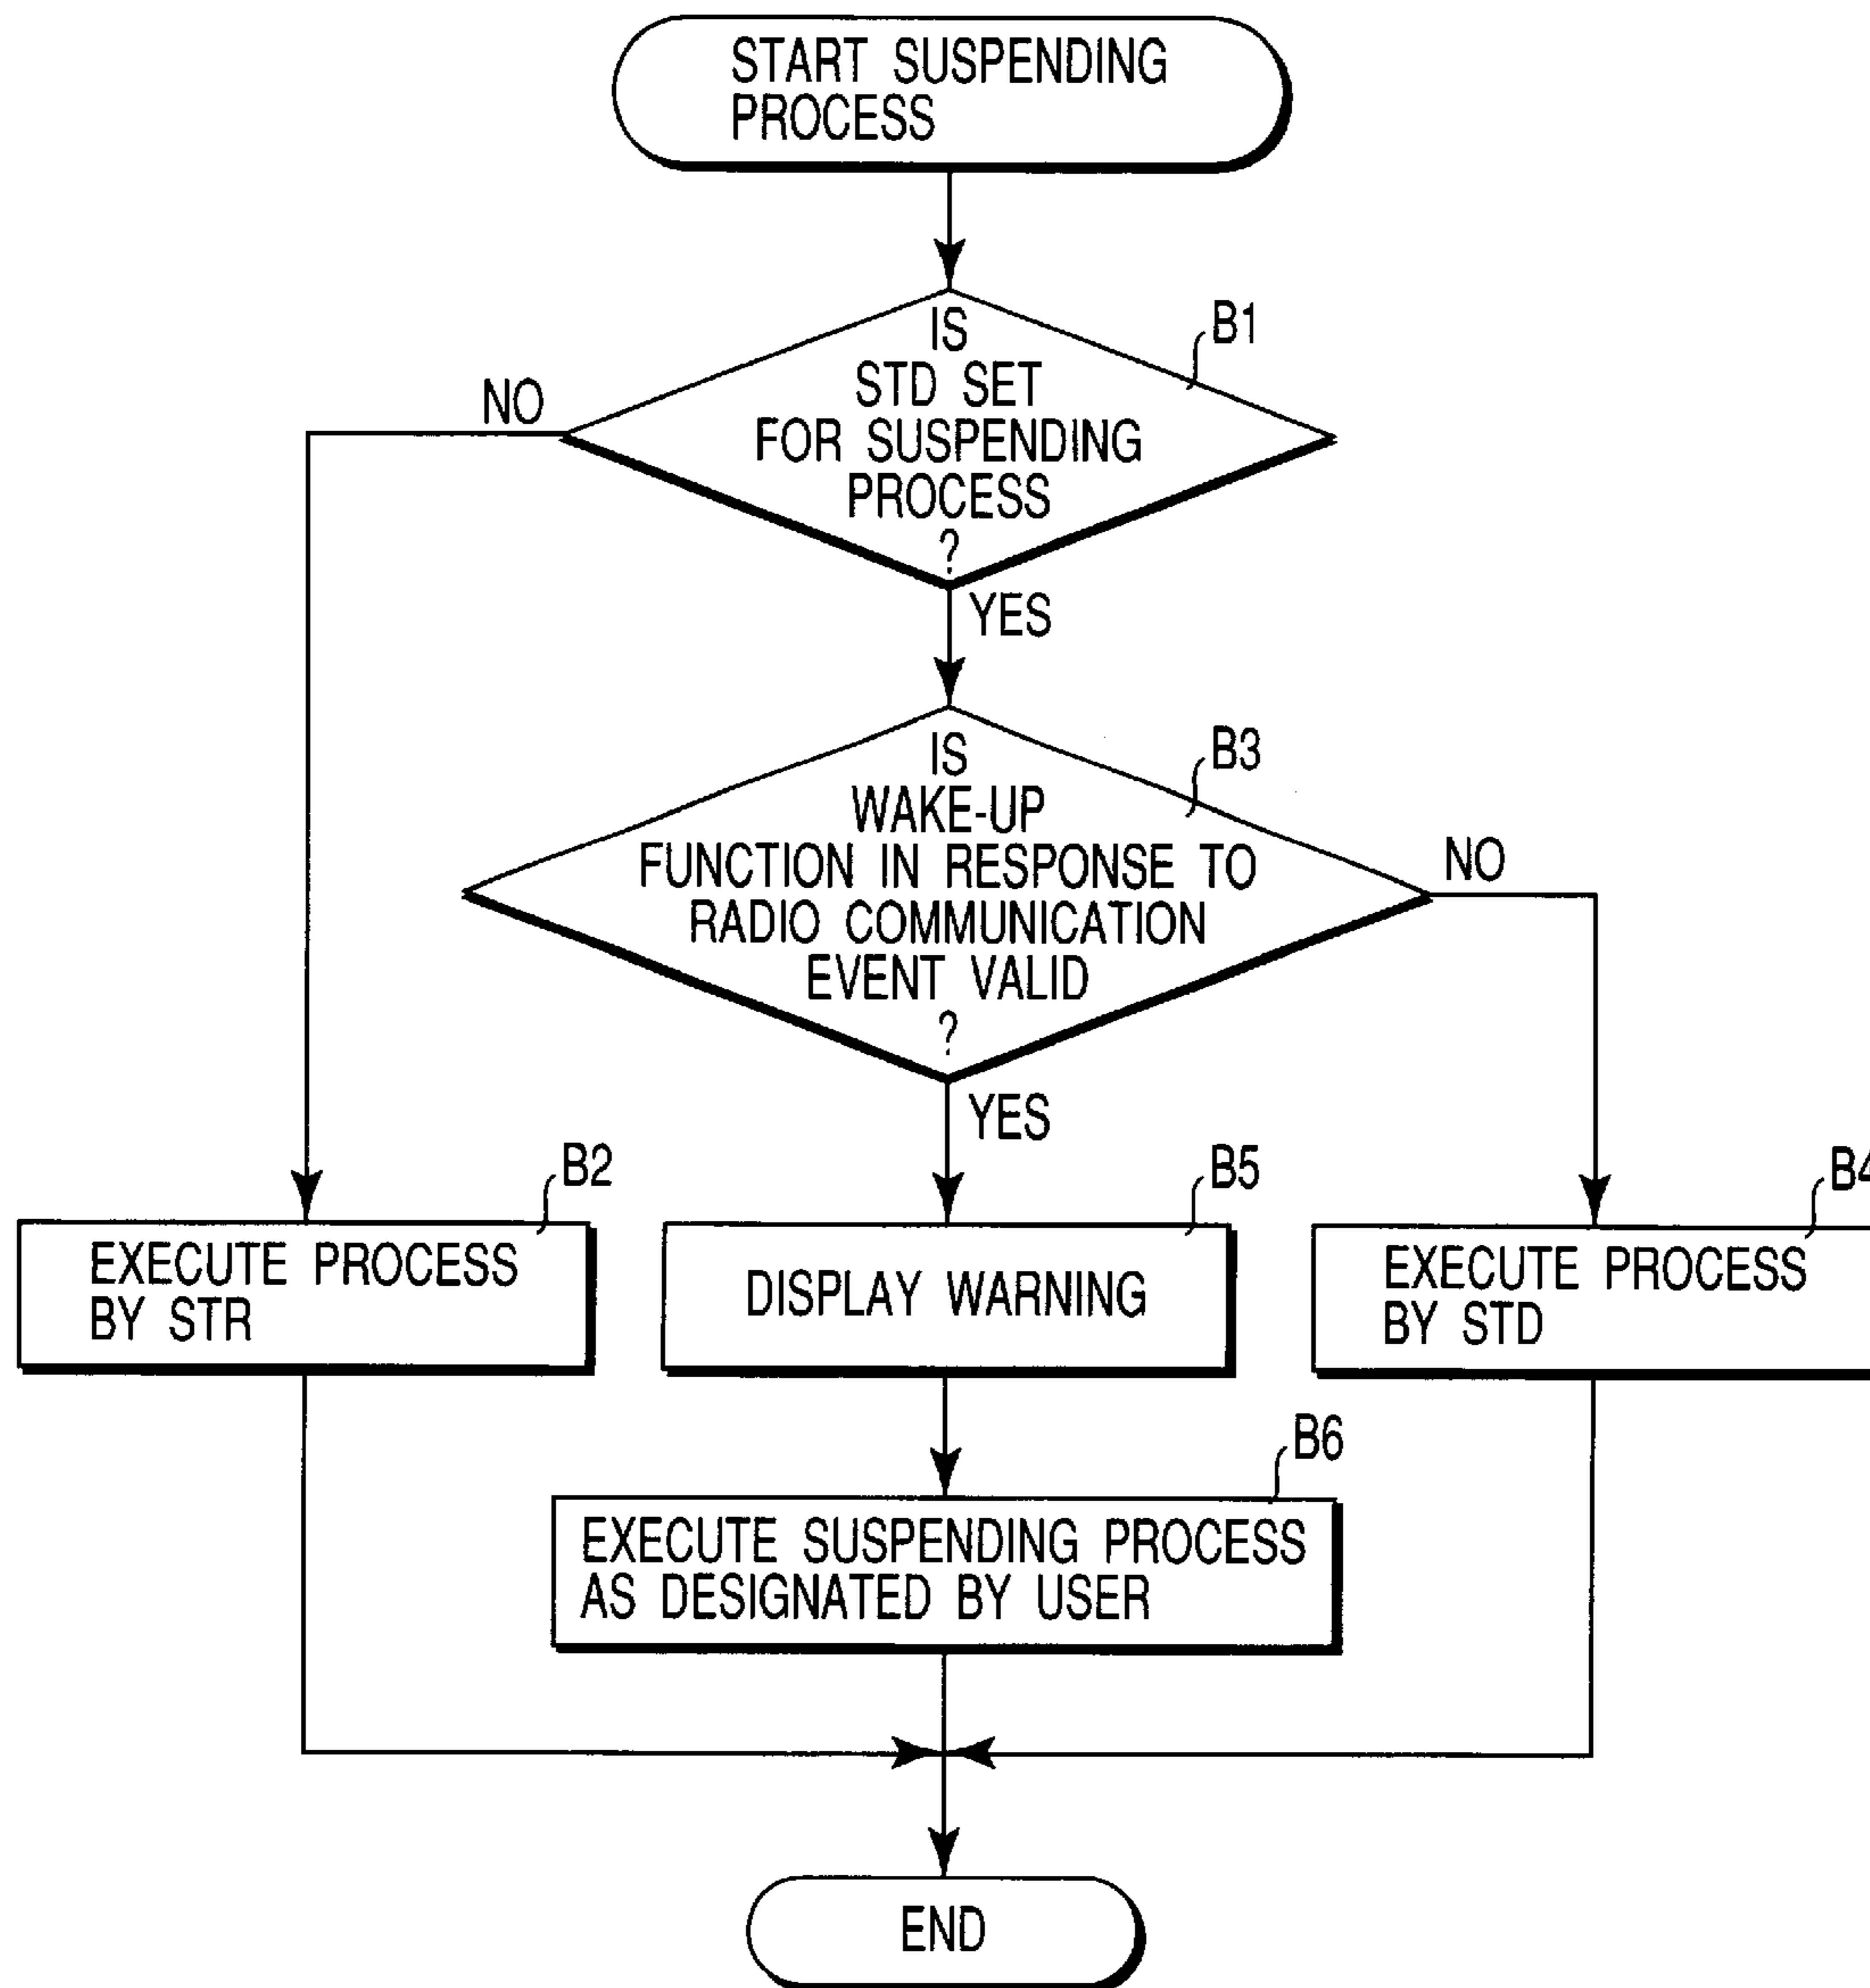 START SUSPENDING
PROCESS
IS
STD SET
FOR SUSPENDING
PROCESS
?
B1
NO
YES
IS
WAKE-UP
FUNCTION IN RESPONSE TO
RADIO COMMUNICATION
EVENT VALID
?
B3
NO
YES
B2
EXECUTE PROCESS
BY STR
B5
DISPLAY WARNING
B4
EXECUTE PROCESS
BY STD
B6
EXECUTE SUSPENDING PROCESS
AS DESIGNATED BY USER
END